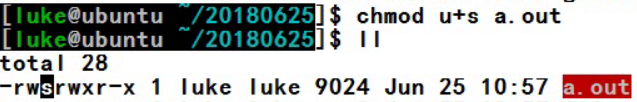 [luke@ubuntu ~/20180625]$ chmod u+s a.out
[luke@ubuntu ~/20180625]$ ll
total 28
-rwsrwxr-x 1 luke luke 9024 Jun 25 10:57 a.out